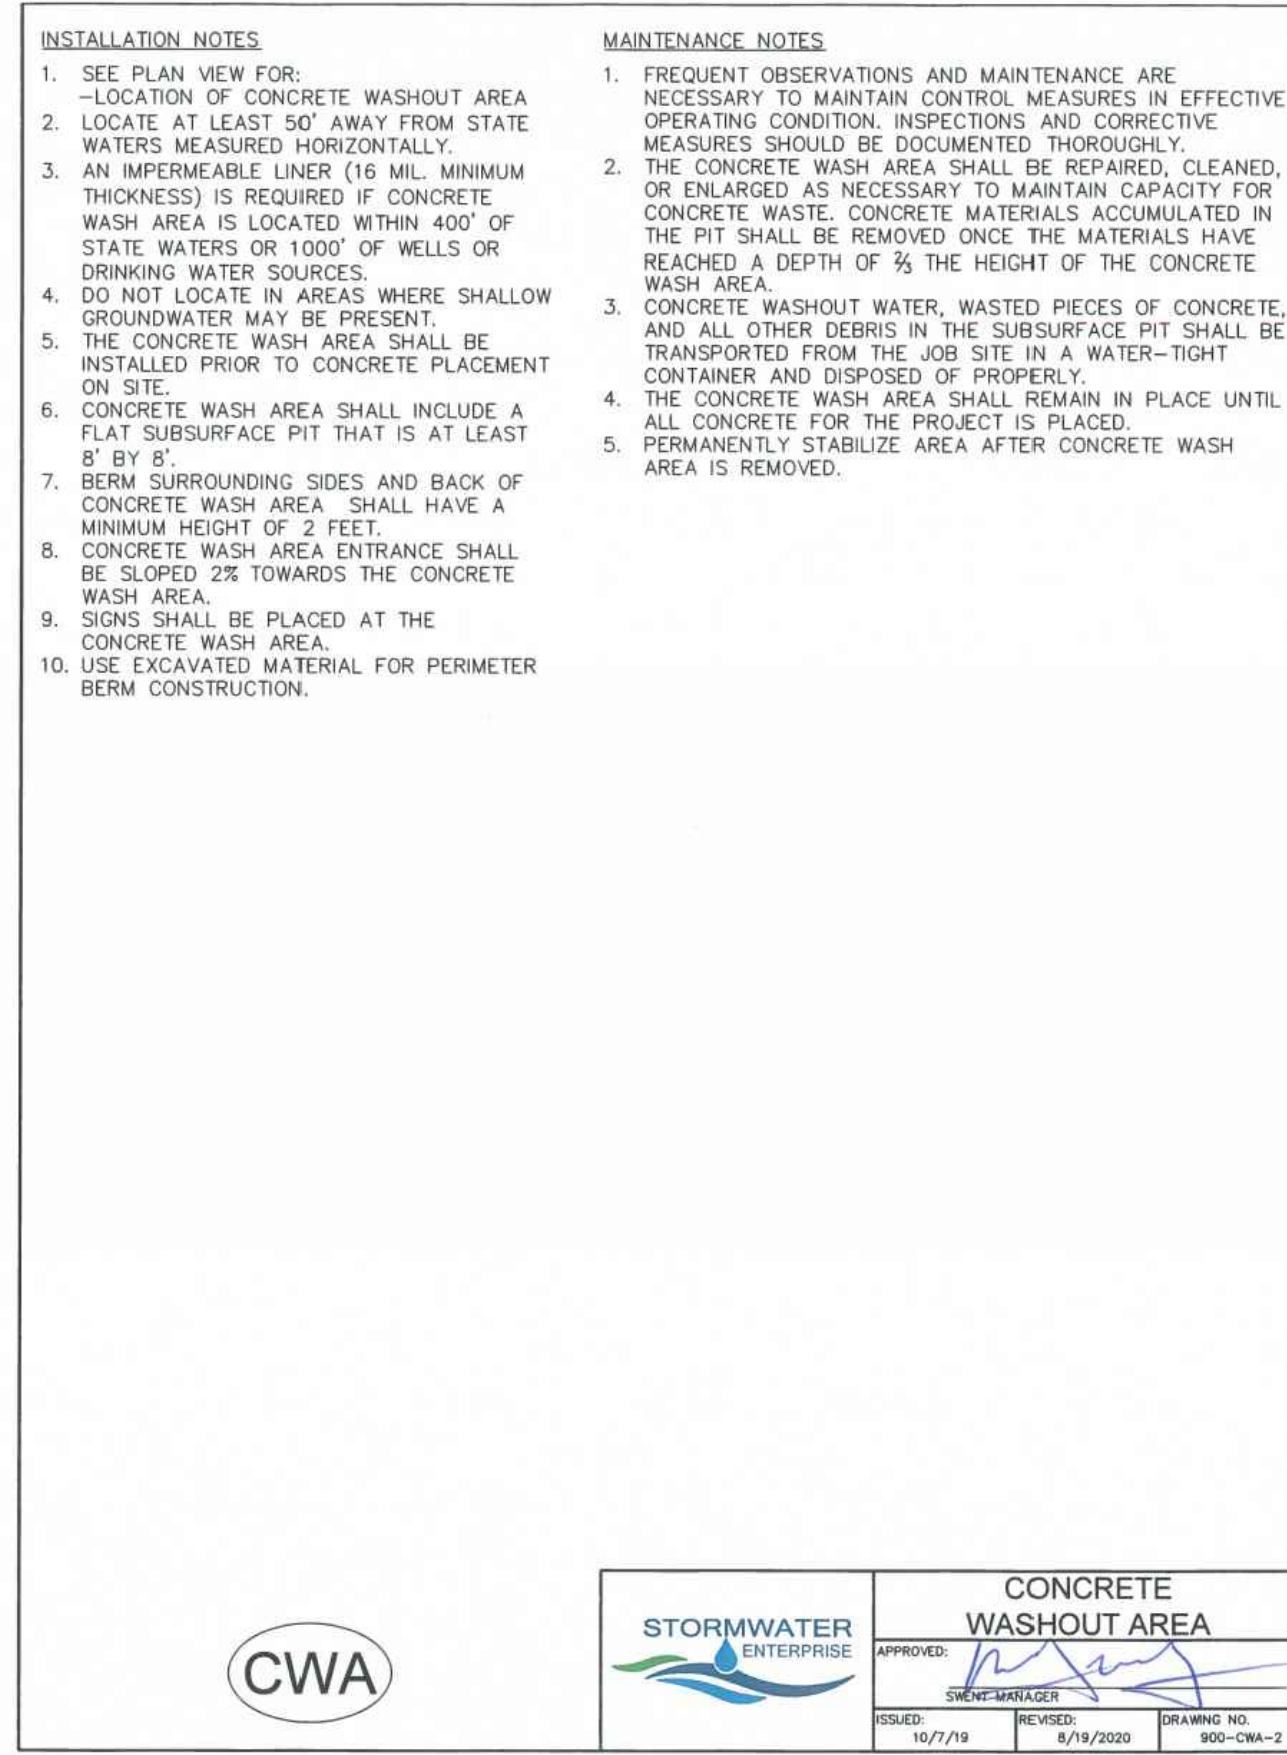 INSTALLATION NOTES
1. SEE PLAN VIEW FOR:
-LOCATION OF CONCRETE WASHOUT AREA
2. LOCATE AT LEAST 50' AWAY FROM STATE
WATERS MEASURED HORIZONTALLY.
3. AN IMPERMEABLE LINER (16 MIL. MINIMUM
THICKNESS) IS REQUIRED IF CONCRETE
WASH AREA IS LOCATED WITHIN 400' OF
STATE WATERS OR 1000' OF WELLS OR
DRINKING WATER SOURCES.
4. DO NOT LOCATE IN AREAS WHERE SHALLOW
GROUNDWATER MAY BE PRESENT.
5. THE CONCRETE WASH AREA SHALL BE
INSTALLED PRIOR TO CONCRETE PLACEMENT
ON SITE.
6. CONCRETE WASH AREA SHALL INCLUDE A
FLAT SUBSURFACE PIT THAT IS AT LEAST
8' BY 8'.
7. BERM SURROUNDING SIDES AND BACK OF
CONCRETE WASH AREA SHALL HAVE A
MINIMUM HEIGHT OF 2 FEET.
8. CONCRETE WASH AREA ENTRANCE SHALL
BE SLOPED 2% TOWARDS THE CONCRETE
WASH AREA.
9. SIGNS SHALL BE PLACED AT THE
CONCRETE WASH AREA.
10. USE EXCAVATED MATERIAL FOR PERIMETER
BERM CONSTRUCTION.
MAINTENANCE NOTES
1. FREQUENT OBSERVATIONS AND MAINTENANCE ARE
NECESSARY TO MAINTAIN CONTROL MEASURES IN EFFECTIVE
OPERATING CONDITION. INSPECTIONS AND CORRECTIVE
MEASURES SHOULD BE DOCUMENTED THOROUGHLY.
2. THE CONCRETE WASH AREA SHALL BE REPAIRED, CLEANED,
OR ENLARGED AS NECESSARY TO MAINTAIN CAPACITY FOR
CONCRETE WASTE. CONCRETE MATERIALS ACCUMULATED IN
THE PIT SHALL BE REMOVED ONCE THE MATERIALS HAVE
REACHED A DEPTH OF ⅔ THE HEIGHT OF THE CONCRETE
WASH AREA.
3. CONCRETE WASHOUT WATER, WASTED PIECES OF CONCRETE,
AND ALL OTHER DEBRIS IN THE SUBSURFACE PIT SHALL BE
TRANSPORTED FROM THE JOB SITE IN A WATER-TIGHT
CONTAINER AND DISPOSED OF PROPERLY.
4. THE CONCRETE WASH AREA SHALL REMAIN IN PLACE UNTIL
ALL CONCRETE FOR THE PROJECT IS PLACED.
5. PERMANENTLY STABILIZE AREA AFTER CONCRETE WASH
AREA IS REMOVED.
CWA
STORMWATER
ENTERPRISE
CONCRETE
WASHOUT AREA
APPROVED:
SWENT MANAGER
ISSUED:
10/7/19
REVISED:
8/19/2020
DRAWING NO.
900-CWA-2